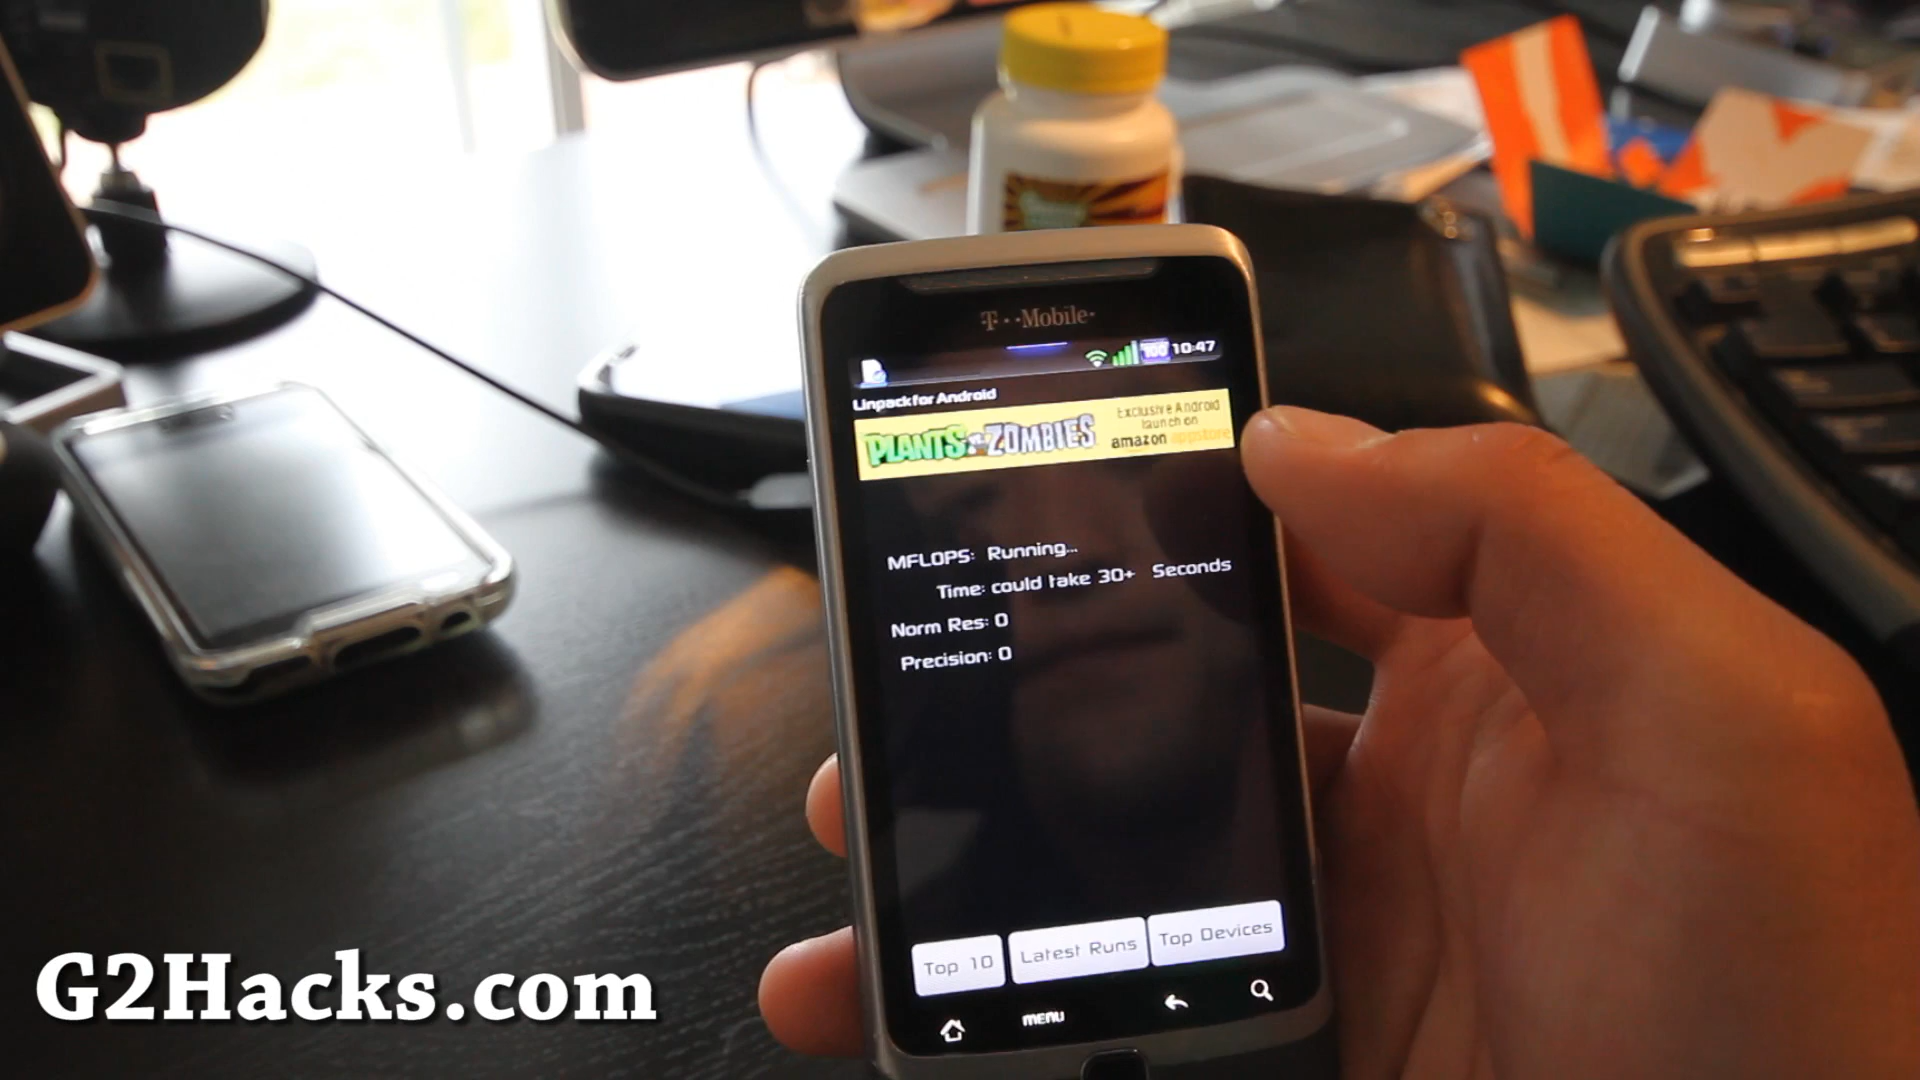 T··Mobile·
100 10:47
Linpack for Android
PLANTS vs. ZOMBIES
Exclusive Android
launch on
amazon appstore
MFLOPS: Running...
Time: could take 30+ Seconds
Norm Res: 0
Precision: 0
Top 10
Latest Runs
Top Devices
MENU
G2Hacks.com